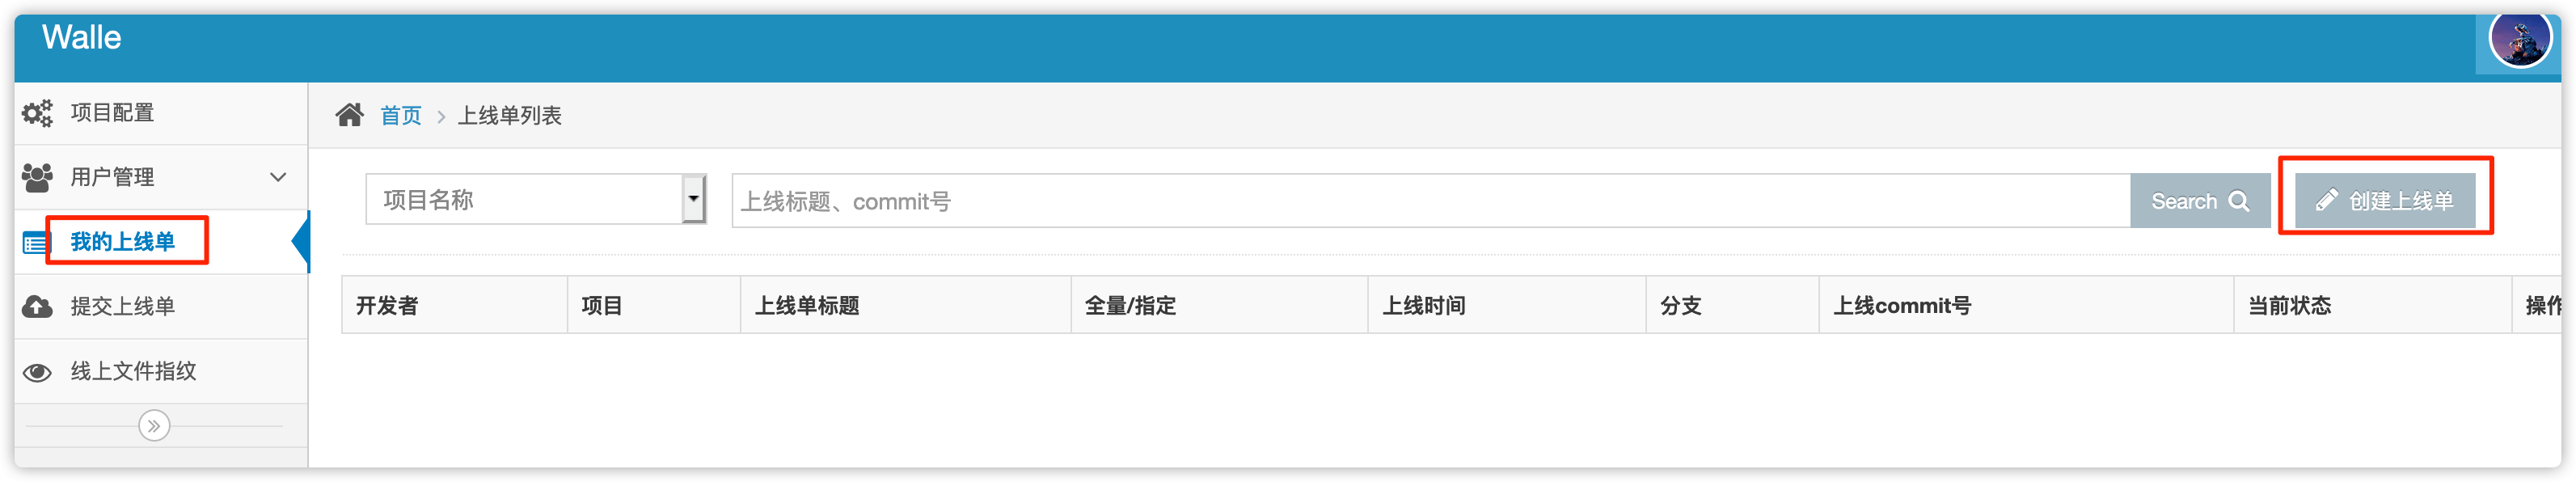 Walle
项目配置
用户管理
我的上线单
提交上线单
线上文件指纹
首页 > 上线单列表
项目名称 上线标题、commit号 Search 创建上线单
开发者 项目 上线单标题 全量/指定 上线时间 分支 上线commit号 当前状态 操作